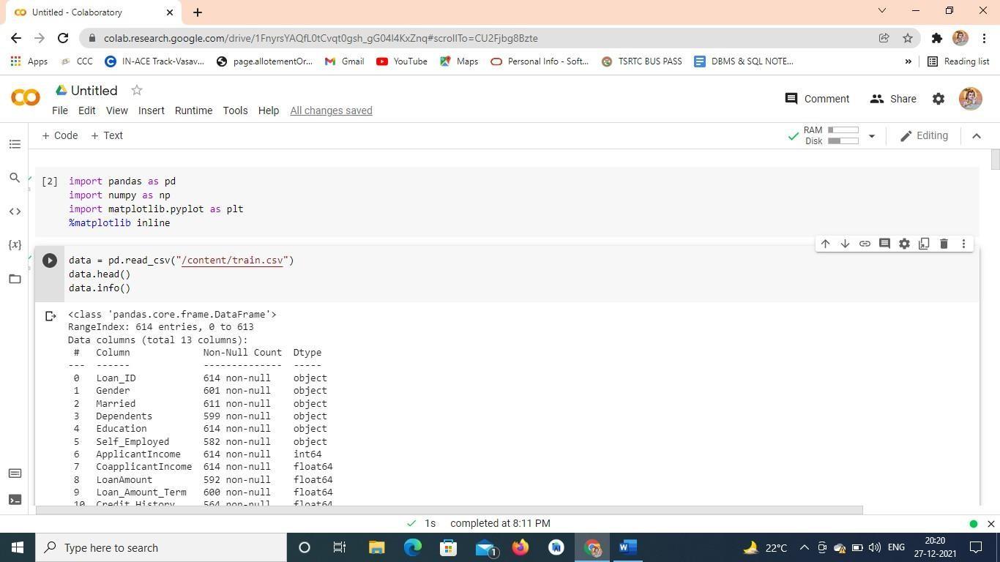 Untitled - Colaboratory
colab.research.google.com/drive/1FnyrsYAQfL0tCvqt0gsh_gG04l4KxZnq#scrollTo=CU2Fjbg8Bzte
Apps CCC IN-ACE Track-Vasav... page.allotementOr... Gmail YouTube Maps Personal Info - Soft... TSRTC BUS PASS DBMS & SQL NOTE... » Reading list
Untitled
Comment Share
File Edit View Insert Runtime Tools Help All changes saved
+ Code + Text
RAM
Disk
Editing
[2] import pandas as pd
import numpy as np
import matplotlib.pyplot as plt
%matplotlib inline
data = pd.read_csv("/content/train.csv")
data.head()
data.info()
<class 'pandas.core.frame.DataFrame'>
RangeIndex: 614 entries, 0 to 613
Data columns (total 13 columns):
# Column Non-Null Count Dtype
--- ------ -------------- -----
0 Loan_ID 614 non-null object
1 Gender 601 non-null object
2 Married 611 non-null object
3 Dependents 599 non-null object
4 Education 614 non-null object
5 Self_Employed 582 non-null object
6 ApplicantIncome 614 non-null int64
7 CoapplicantIncome 614 non-null float64
8 LoanAmount 592 non-null float64
9 Loan_Amount_Term 600 non-null float64
10 Credit_History 564 non-null float64
1s completed at 8:11 PM
Type here to search
1
W
22°C
ENG
20:20
27-12-2021